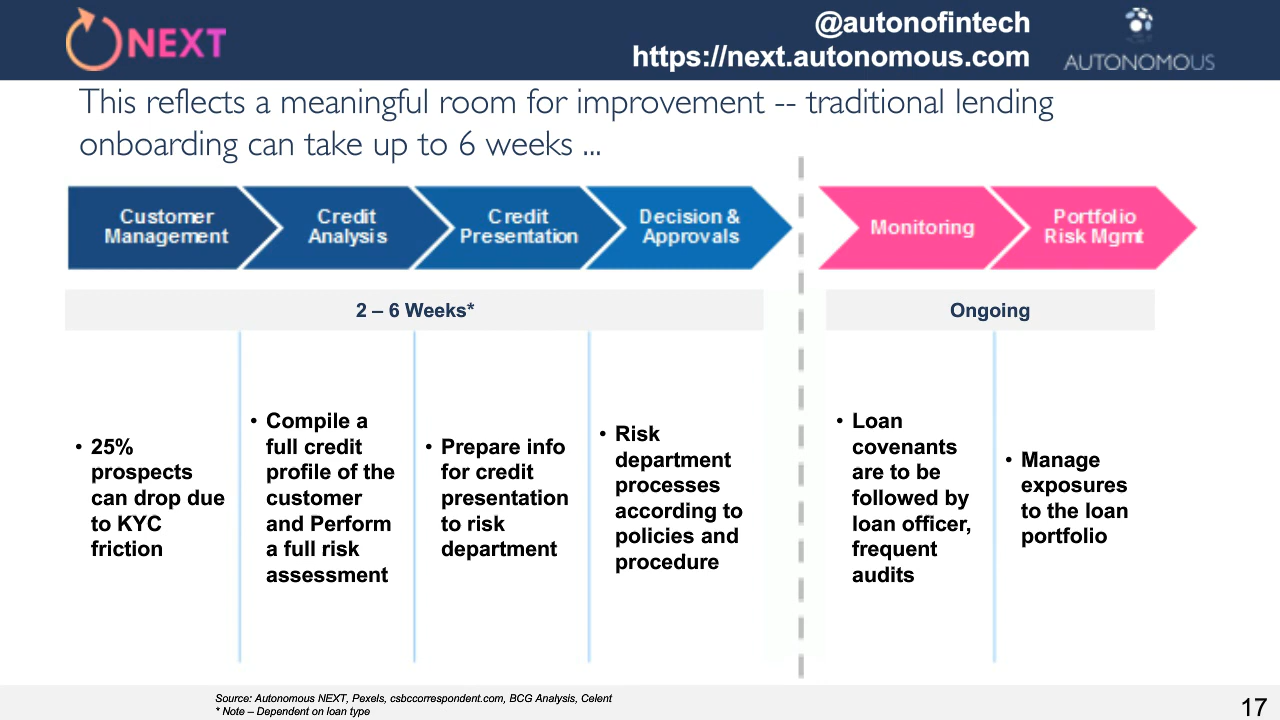 NEXT
@autonofintech
https://next.autonomous.com
AUTONOMOUS
This reflects a meaningful room for improvement -- traditional lending
onboarding can take up to 6 weeks ...
Customer
Management
Credit
Analysis
Credit
Presentation
Decision &
Approvals
Monitoring
Portfolio
Risk Mgmt
2 – 6 Weeks*
Ongoing
• 25%
prospects
can drop due
to KYC
friction
• Compile a
full credit
profile of the
customer
and Perform
a full risk
assessment
• Prepare info
for credit
presentation
to risk
department
• Risk
department
processes
according to
policies and
procedure
• Loan
covenants
are to be
followed by
loan officer,
frequent
audits
• Manage
exposures
to the loan
portfolio
Source: Autonomous NEXT, Pexels, csbccorrespondent.com, BCG Analysis, Celent
* Note – Dependent on loan type
17